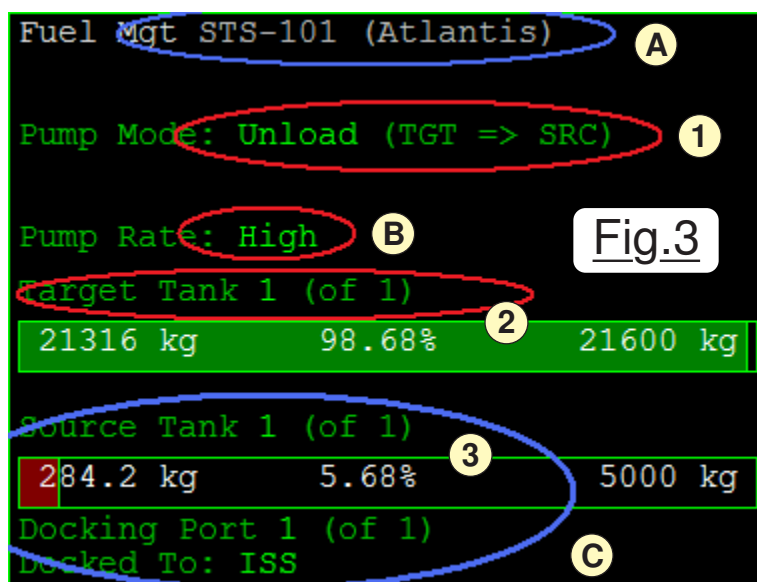 Fuel Mgt STS-101 (Atlantis)
A
Pump Mode: Unload (TGT => SRC)
1
Pump Rate: High
B
Fig.3
Target Tank 1 (of 1)
2
21316 kg 98.68% 21600 kg
Source Tank 1 (of 1)
3
284.2 kg 5.68% 5000 kg
Docking Port 1 (of 1)
Docked To: ISS
C